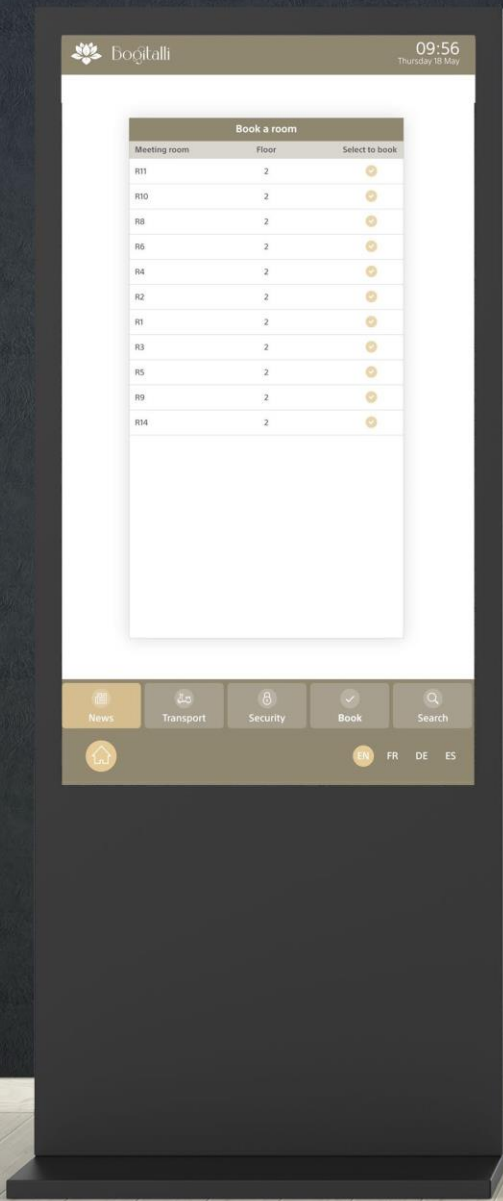 Bogitalli
09:56
Thursday 18 May
Book a room
Meeting room Floor Select to book
R11 2
R10 2
R8 2
R6 2
R4 2
R2 2
R1 2
R3 2
R5 2
R9 2
R14 2
News Transport Security Book Search
EN FR DE ES